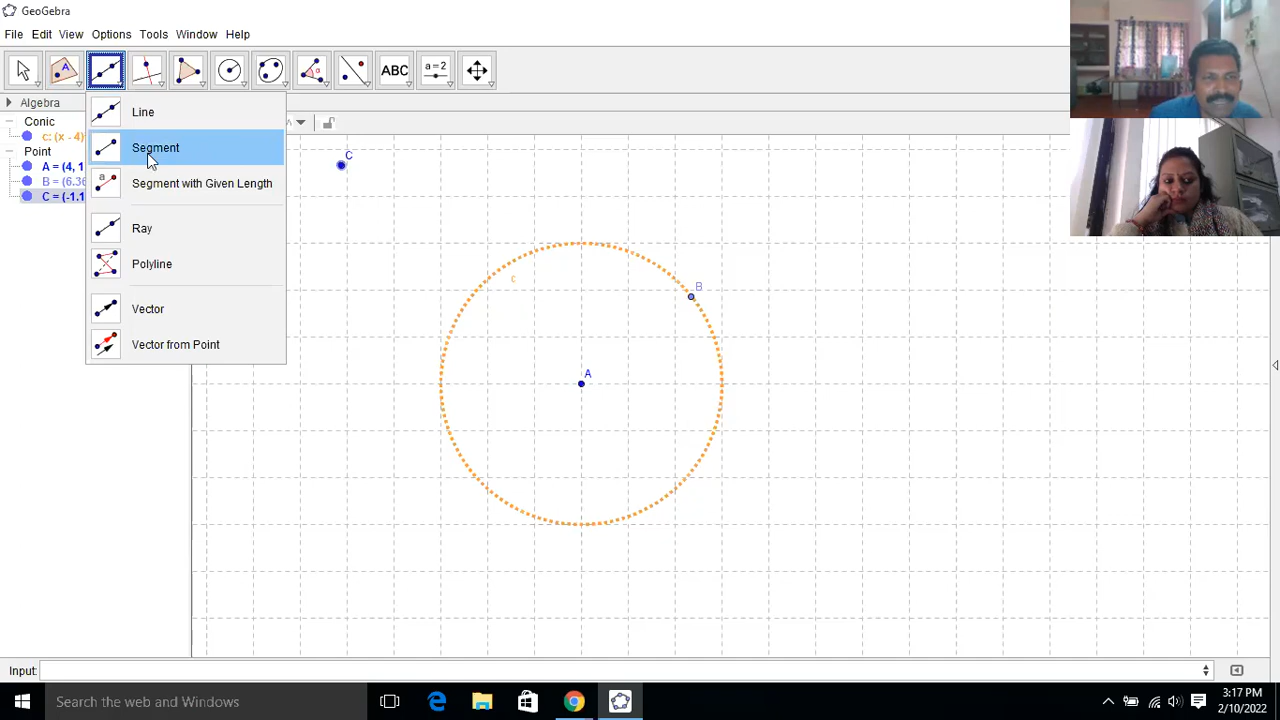 GeoGebra
File Edit View Options Tools Window Help
A ABC a=2
Algebra
Line
Conic
c: (x - 4)
Segment
C
Point
A = (4, 1
a Segment with Given Length
B = (6.36
C = (-1.1
Ray
Polyline
c
B
Vector
Vector from Point
A
Input:
Search the web and Windows
3:17 PM
2/10/2022